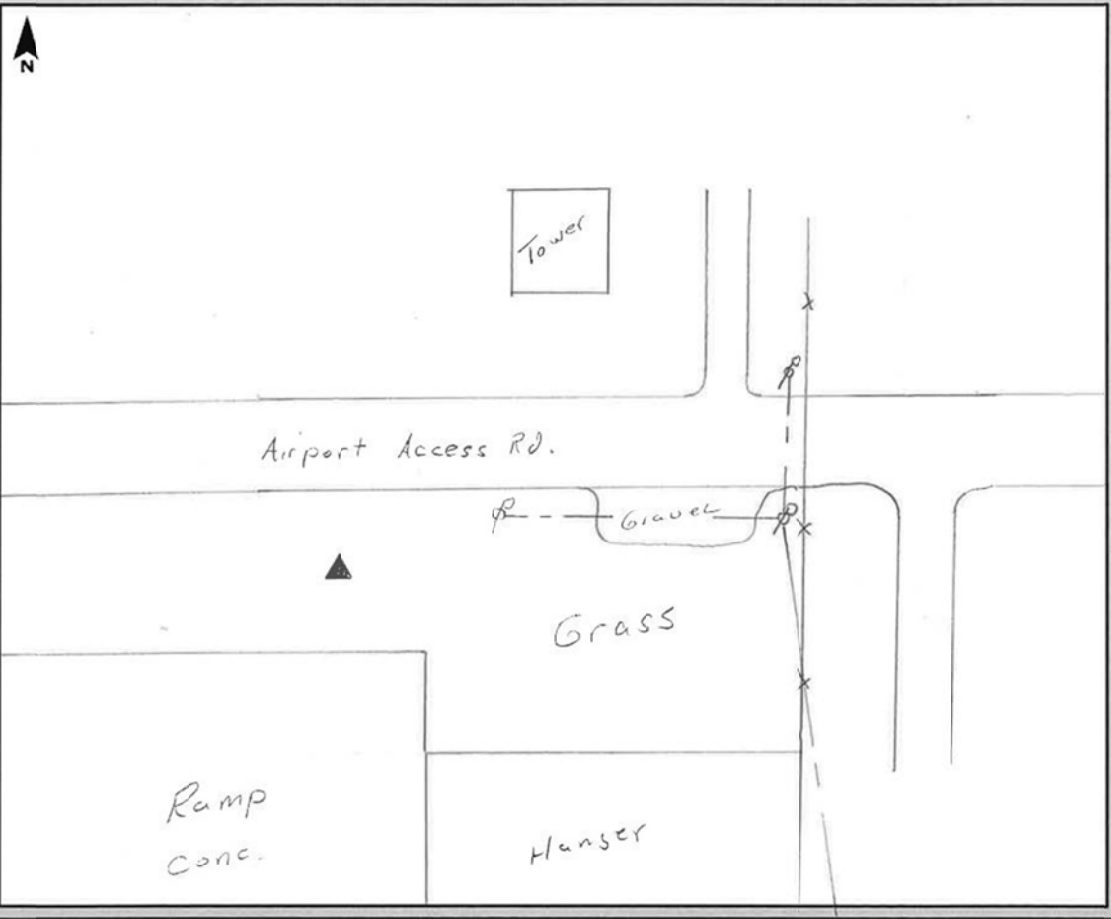 N
Tower
Airport Access Rd.
Gravel
Grass
Ramp
conc.
Hanger